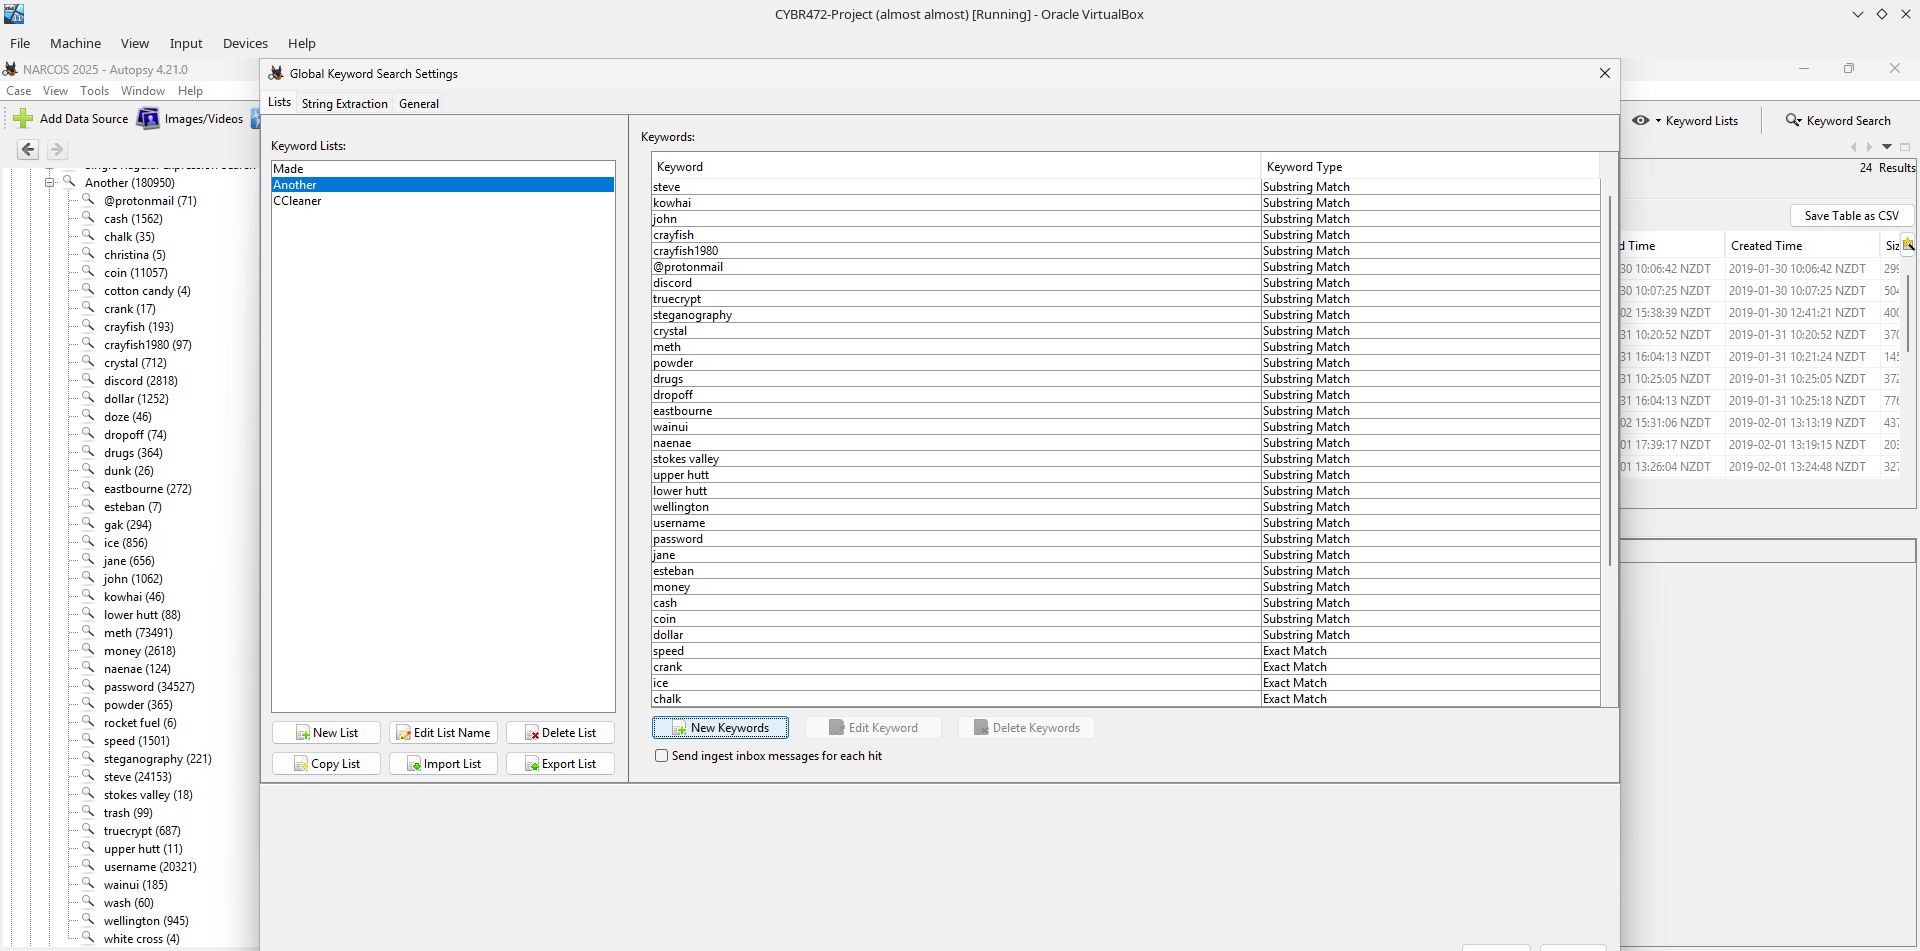 CYBR472-Project (almost almost) [Running] - Oracle VirtualBox
File Machine View Input Devices Help
NARCOS 2025 - Autopsy 4.21.0
Case View Tools Window Help
Add Data Source Images/Videos
Keyword Lists Keyword Search
24 Results
Save Table as CSV
Another (180950)
@protonmail (71)
cash (1562)
chalk (35)
christina (5)
coin (11057)
cotton candy (4)
crank (17)
crayfish (193)
crayfish1980 (97)
crystal (712)
discord (2818)
dollar (1252)
doze (46)
dropoff (74)
drugs (364)
dunk (26)
eastbourne (272)
esteban (7)
gak (294)
ice (856)
jane (656)
john (1062)
kowhai (46)
lower hutt (88)
meth (73491)
money (2618)
naenae (124)
password (34527)
powder (365)
rocket fuel (6)
speed (1501)
steganography (221)
steve (24153)
stokes valley (18)
trash (99)
truecrypt (687)
upper hutt (11)
username (20321)
wainui (185)
wash (60)
wellington (945)
white cross (4)
Global Keyword Search Settings
Lists String Extraction General
Keyword Lists:
Made
Another
CCleaner
New List Edit List Name Delete List
Copy List Import List Export List
Keywords:
Keyword Keyword Type
steve Substring Match
kowhai Substring Match
john Substring Match
crayfish Substring Match
crayfish1980 Substring Match
@protonmail Substring Match
discord Substring Match
truecrypt Substring Match
steganography Substring Match
crystal Substring Match
meth Substring Match
powder Substring Match
drugs Substring Match
dropoff Substring Match
eastbourne Substring Match
wainui Substring Match
naenae Substring Match
stokes valley Substring Match
upper hutt Substring Match
lower hutt Substring Match
wellington Substring Match
username Substring Match
password Substring Match
jane Substring Match
esteban Substring Match
money Substring Match
cash Substring Match
coin Substring Match
dollar Substring Match
speed Exact Match
crank Exact Match
ice Exact Match
chalk Exact Match
New Keywords Edit Keyword Delete Keywords
Send ingest inbox messages for each hit
d Time Created Time Siz
30 10:06:42 NZDT 2019-01-30 10:06:42 NZDT 299
30 10:07:25 NZDT 2019-01-30 10:07:25 NZDT 504
02 15:38:39 NZDT 2019-01-30 12:41:21 NZDT 400
31 10:20:52 NZDT 2019-01-31 10:20:52 NZDT 370
31 16:04:13 NZDT 2019-01-31 10:21:24 NZDT 145
31 10:25:05 NZDT 2019-01-31 10:25:05 NZDT 372
31 16:04:13 NZDT 2019-01-31 10:25:18 NZDT 776
02 15:31:06 NZDT 2019-02-01 13:13:19 NZDT 437
01 17:39:17 NZDT 2019-02-01 13:19:15 NZDT 203
01 13:26:04 NZDT 2019-02-01 13:24:48 NZDT 327